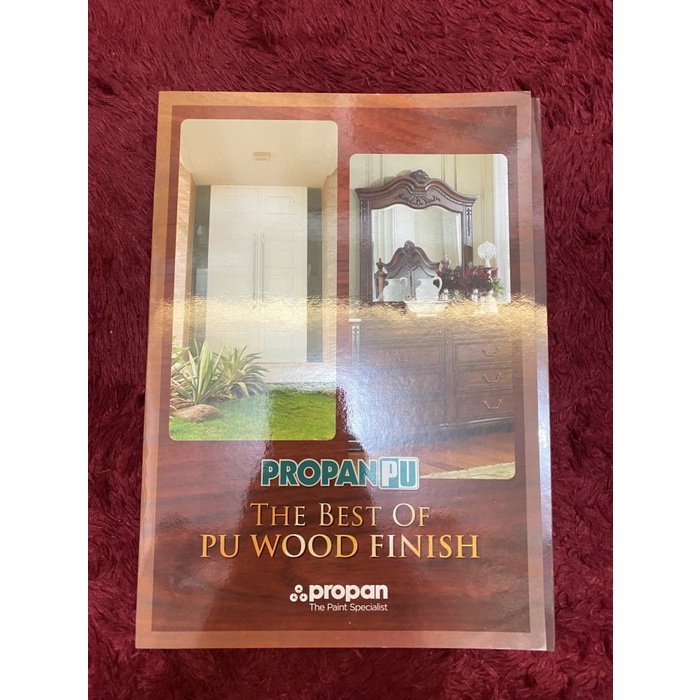 PROPANPU
THE BEST OF
PU WOOD FINISH
propan
The Paint Specialist